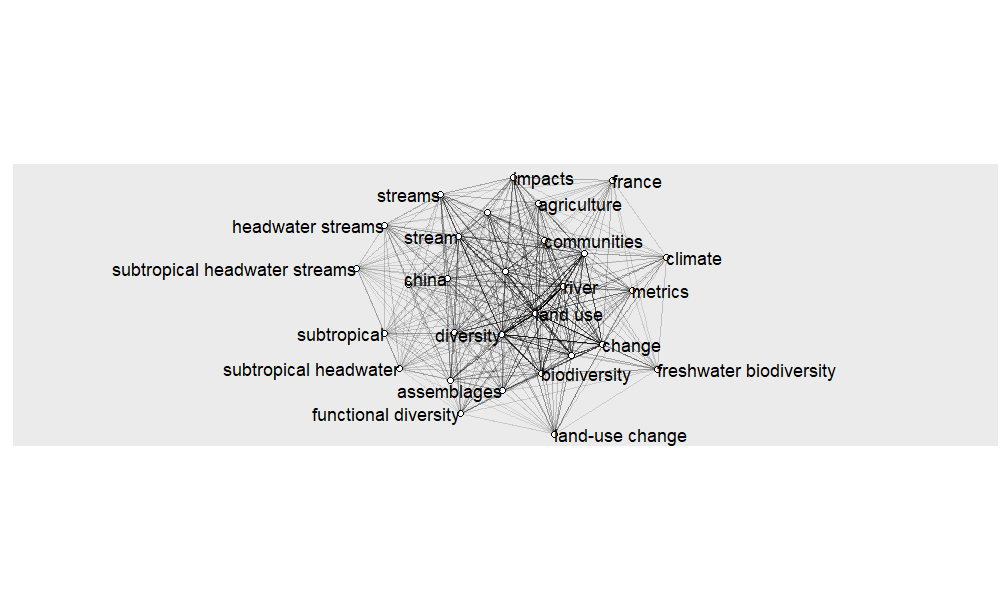 impacts
france
streams
agriculture
headwater streams
stream
communities
climate
subtropical headwater streams
china
river
metrics
land use
subtropical
diversity
change
subtropical headwater
biodiversity
freshwater biodiversity
assemblages
functional diversity
land-use change